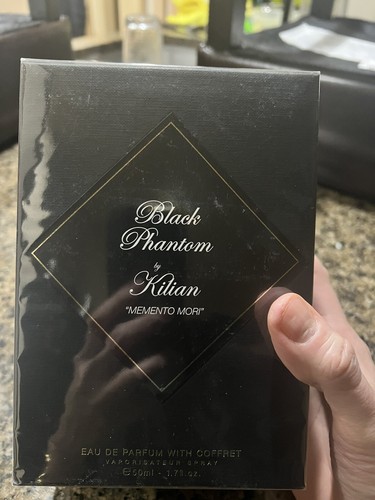 Black
Phantom
by
Kilian
"MEMENTO MORI"
EAU DE PARFUM WITH COFFRET
VAPORISATEUR SPRAY
℮50ml - 1.7fl. oz.